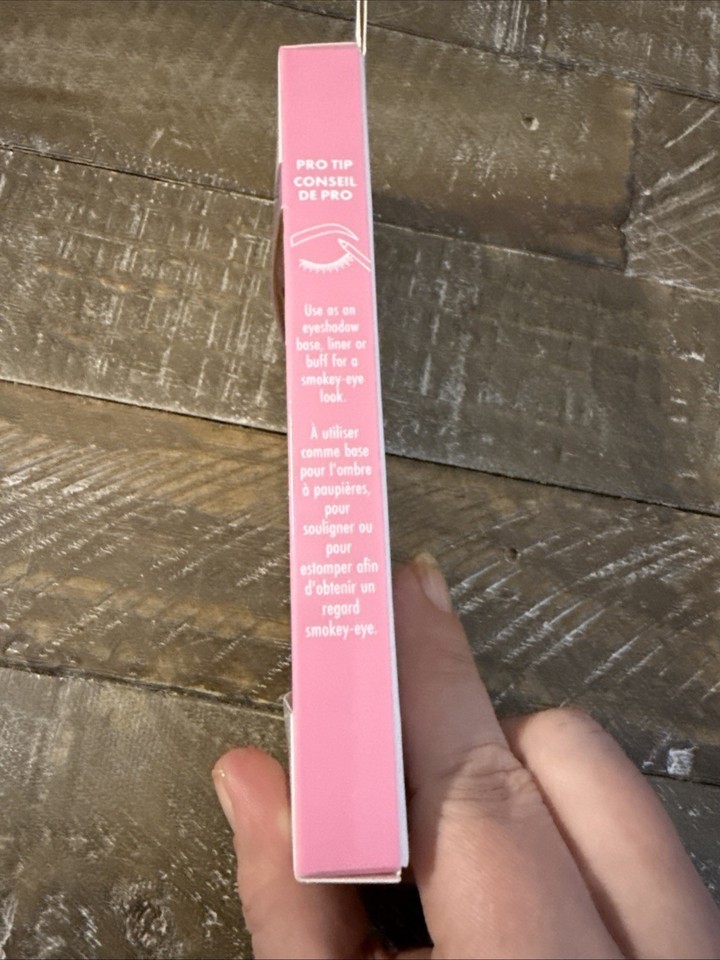 PRO TIP
CONSEIL
DE PRO
Use as an
eyeshadow
base, liner or
buff for a
smokey-eye
look.
À utiliser
comme base
pour l'ombre
à paupières,
pour
souligner ou
pour
estomper afin
d'obtenir un
regard
smokey-eye.